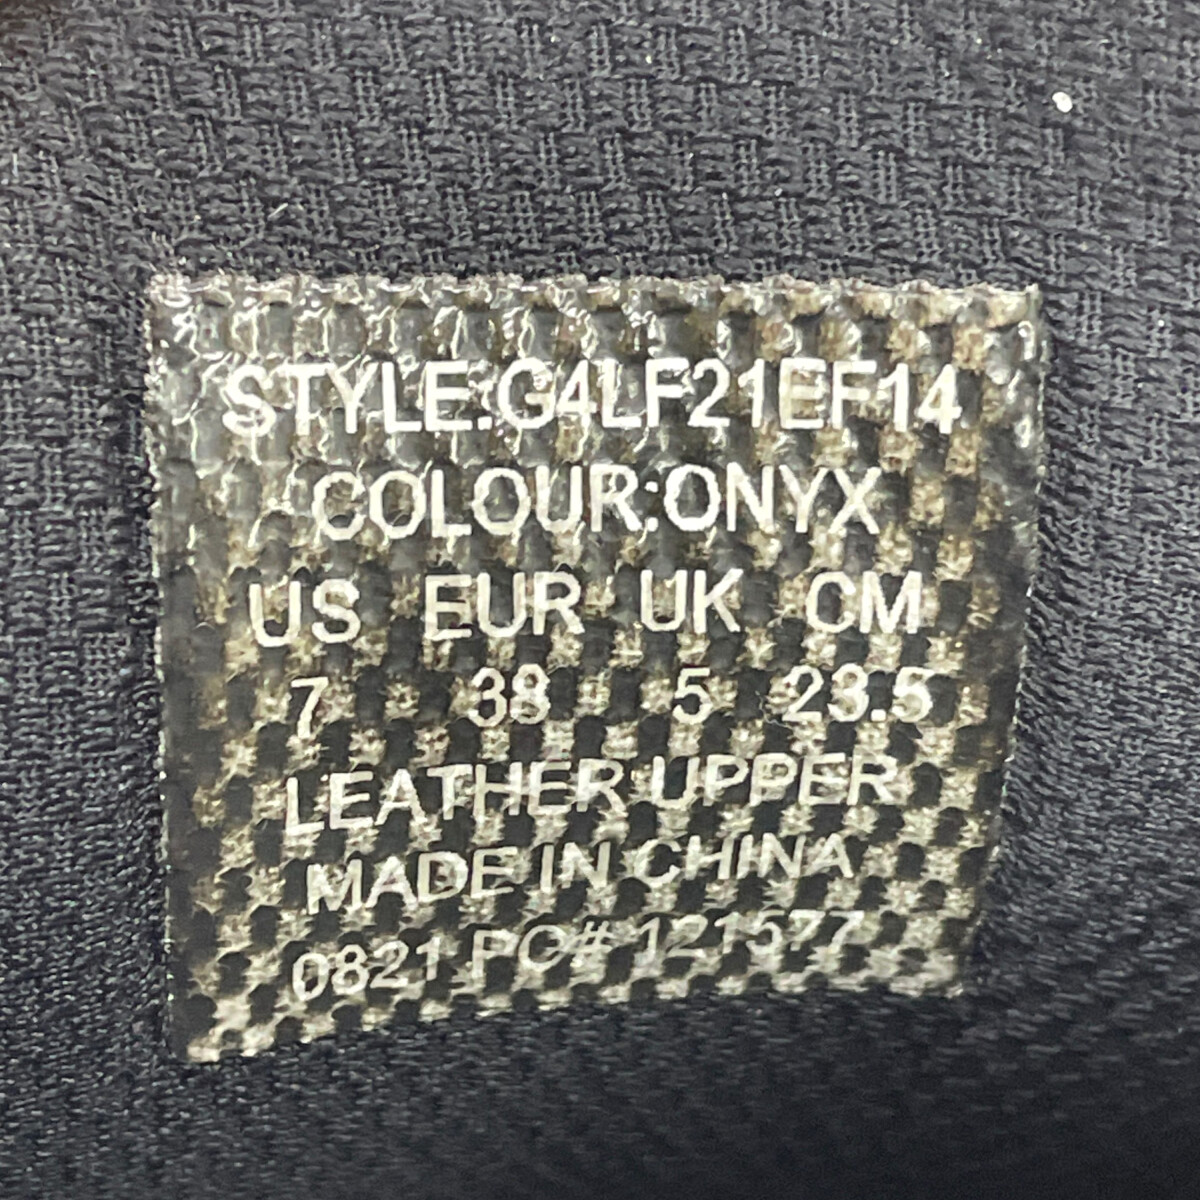 STYLE:G4LF21EF14
COLOUR:ONYX
US EUR UK CM
7 38 5 23.5
LEATHER UPPER
MADE IN CHINA
0821 PO# 121577